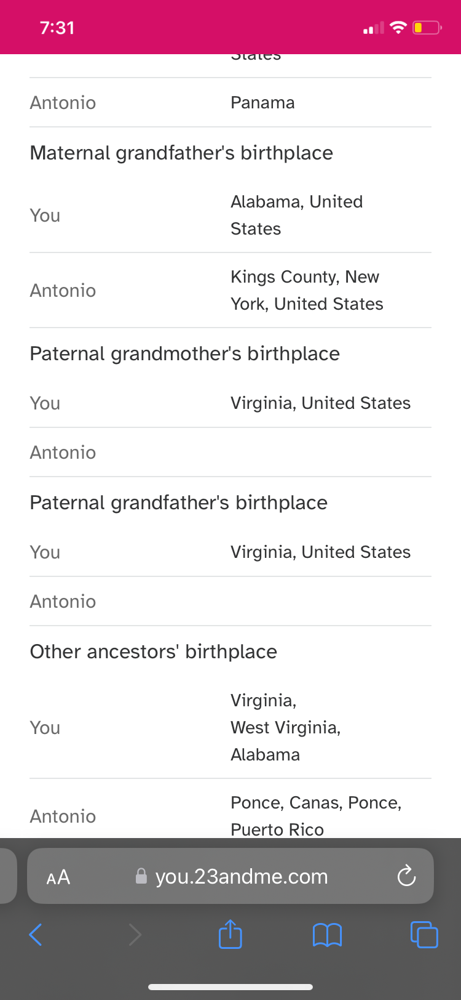 7:31
States
Antonio
Panama
Maternal grandfather's birthplace
You
Alabama, United
States
Antonio
Kings County, New
York, United States
Paternal grandmother's birthplace
You
Virginia, United States
Antonio
Paternal grandfather's birthplace
You
Virginia, United States
Antonio
Other ancestors' birthplace
You
Virginia,
West Virginia,
Alabama
Antonio
Ponce, Canas, Ponce,
Puerto Rico
AA
you.23andme.com